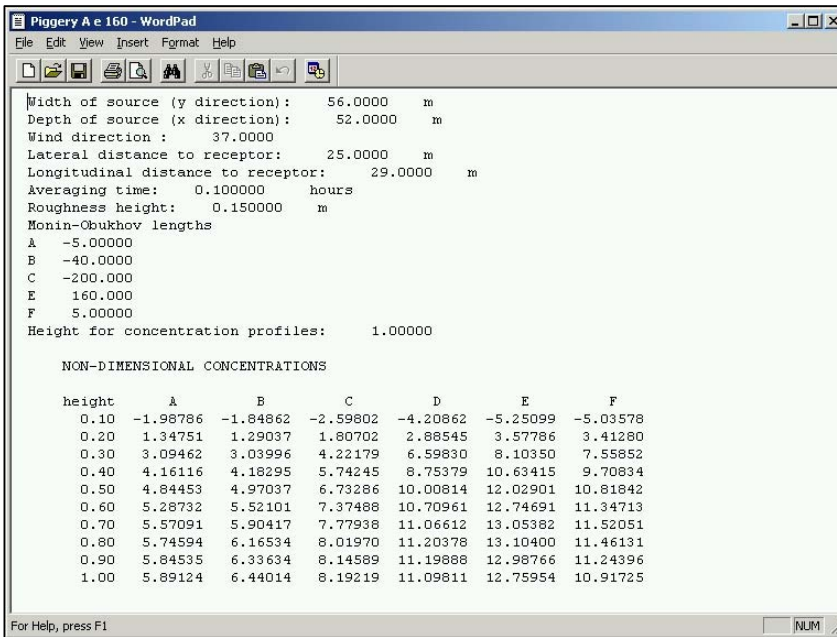 Piggery A e 160 - WordPad
File Edit View Insert Format Help
Width of source (y direction): 56.0000 m
Depth of source (x direction): 52.0000 m
Wind direction : 37.0000
Lateral distance to receptor: 25.0000 m
Longitudinal distance to receptor: 29.0000 m
Averaging time: 0.100000 hours
Roughness height: 0.150000 m
Monin-Obukhov lengths
A -5.00000
B -40.0000
C -200.000
E 160.000
F 5.00000
Height for concentration profiles: 1.00000
NON-DIMENSIONAL CONCENTRATIONS
height A B C D E F
0.10 -1.98786 -1.84862 -2.59802 -4.20862 -5.25099 -5.03578
0.20 1.34751 1.29037 1.80702 2.88545 3.57786 3.41280
0.30 3.09462 3.03996 4.22179 6.59830 8.10350 7.55852
0.40 4.16116 4.18295 5.74245 8.75379 10.63415 9.70834
0.50 4.84453 4.97037 6.73286 10.00814 12.02901 10.81842
0.60 5.28732 5.52101 7.37488 10.70961 12.74691 11.34713
0.70 5.57091 5.90417 7.77938 11.06612 13.05382 11.52051
0.80 5.74594 6.16534 8.01970 11.20378 13.10400 11.46131
0.90 5.84535 6.33634 8.14589 11.19888 12.98766 11.24396
1.00 5.89124 6.44014 8.19219 11.09811 12.75954 10.91725
For Help, press F1 NUM